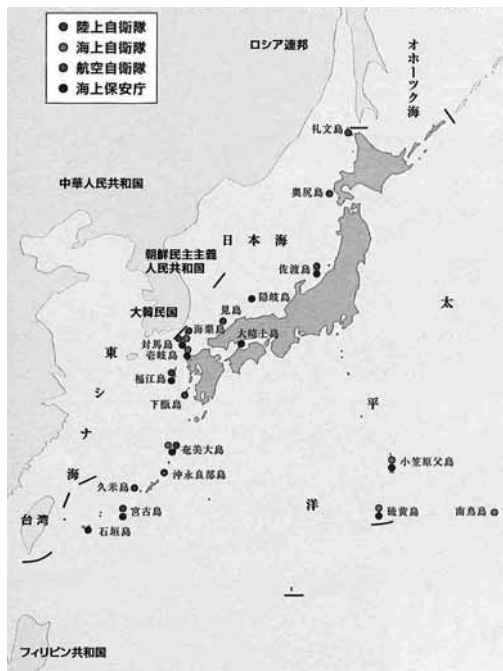 陸上自衛隊
海上自衛隊
航空自衛隊
海上保安庁
ロシア連邦
オホーツク海
礼文島
中華人民共和国
奥尻島
日本海
朝鮮民主主義
人民共和国
佐渡島
隠岐島
大韓民国
見島
海栗島
太
対馬島
壱岐島
東
福江島
シ
下甑島
平
ナ
奄美大島
小笠原父島
海
沖永良部島
久米島
洋
台湾
宮古島
硫黄島
南鳥島
石垣島
フィリピン共和国